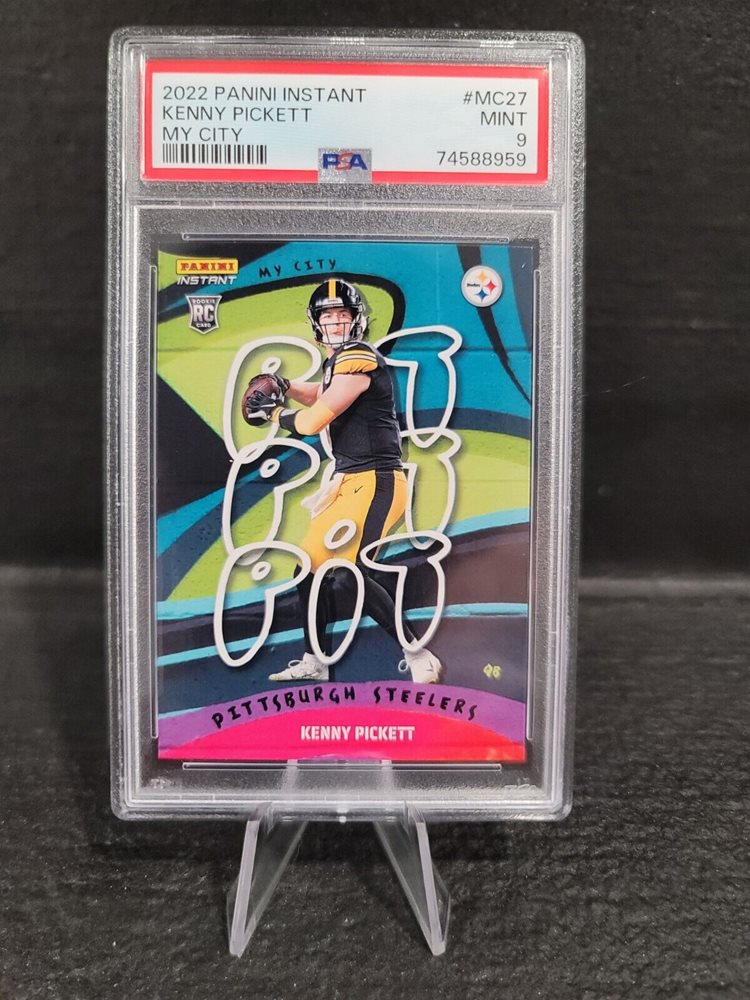 2022 PANINI INSTANT #MC27
KENNY PICKETT MINT
MY CITY 9
PSA 74588959
PANINI
INSTANT
MY CITY
Steelers
ROOKIE
RC
CARD
PIT
PIT
PIT
QB
PITTSBURGH STEELERS
KENNY PICKETT